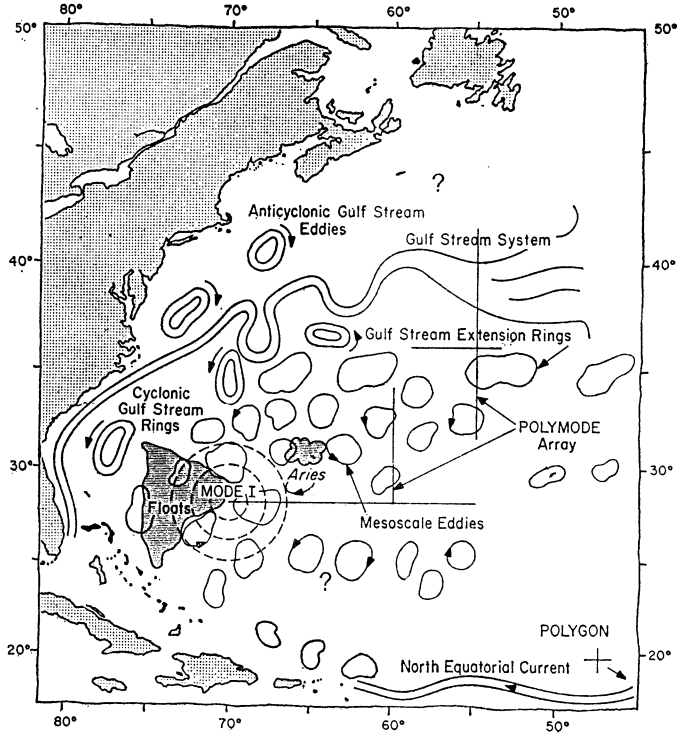 80°
70°
60°
50°
50°
50°
?
Anticyclonic Gulf Stream
Eddies
Gulf Stream System
40°
40°
Gulf Stream Extension Rings
Cyclonic
Gulf Stream
Rings
POLYMODE
Array
30°
30°
Aries
MODE I
Floats
Mesoscale Eddies
?
POLYGON
20°
20°
North Equatorial Current
80°
70°
60°
50°